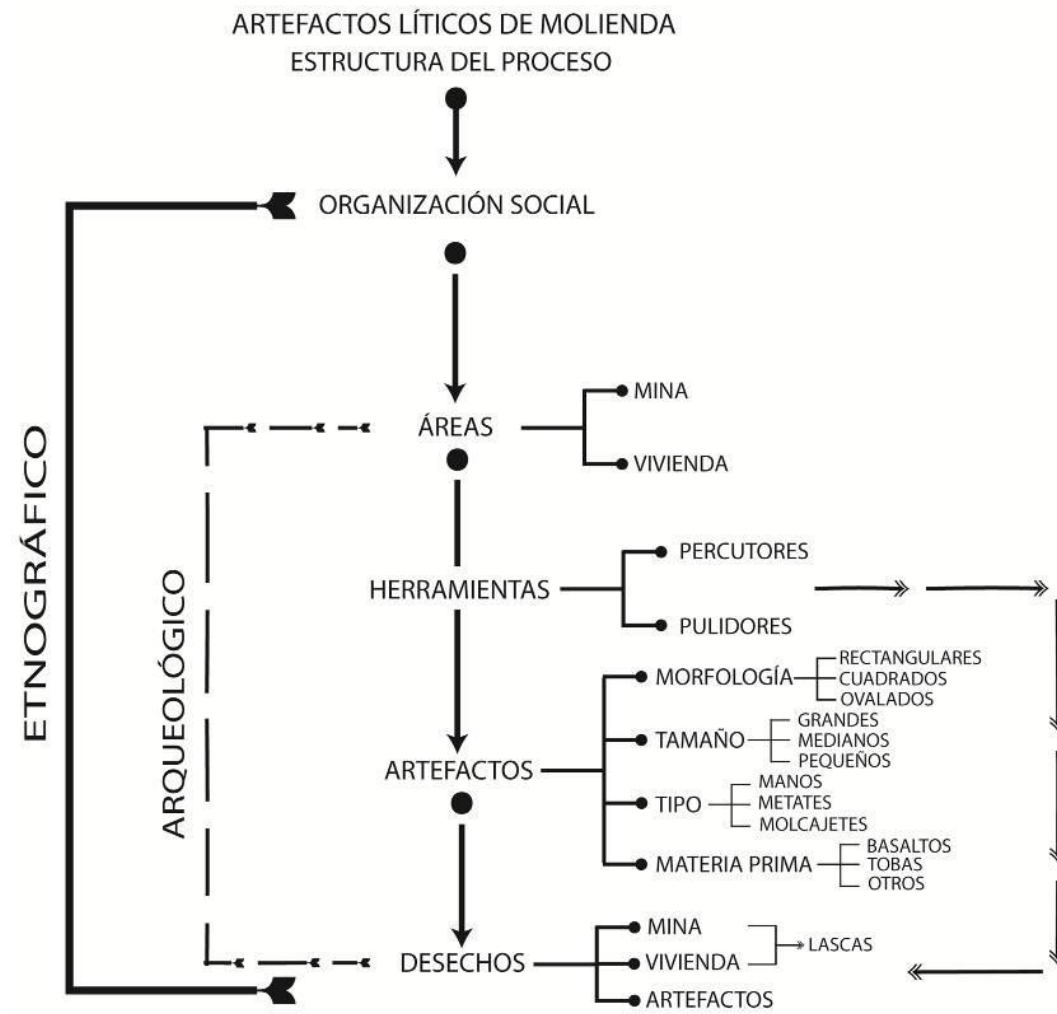 ARTEFACTOS LÍTICOS DE MOLIENDA
ESTRUCTURA DEL PROCESO
ORGANIZACIÓN SOCIAL
ETNOGRÁFICO
ARQUEOLÓGICO
ÁREAS
MINA
VIVIENDA
HERRAMIENTAS
PERCUTORES
PULIDORES
ARTEFACTOS
MORFOLOGÍA
RECTANGULARES
CUADRADOS
OVALADOS
TAMAÑO
GRANDES
MEDIANOS
PEQUEÑOS
TIPO
MANOS
METATES
MOLCAJETES
MATERIA PRIMA
BASALTOS
TOBAS
OTROS
DESECHOS
MINA
VIVIENDA
LASCAS
ARTEFACTOS